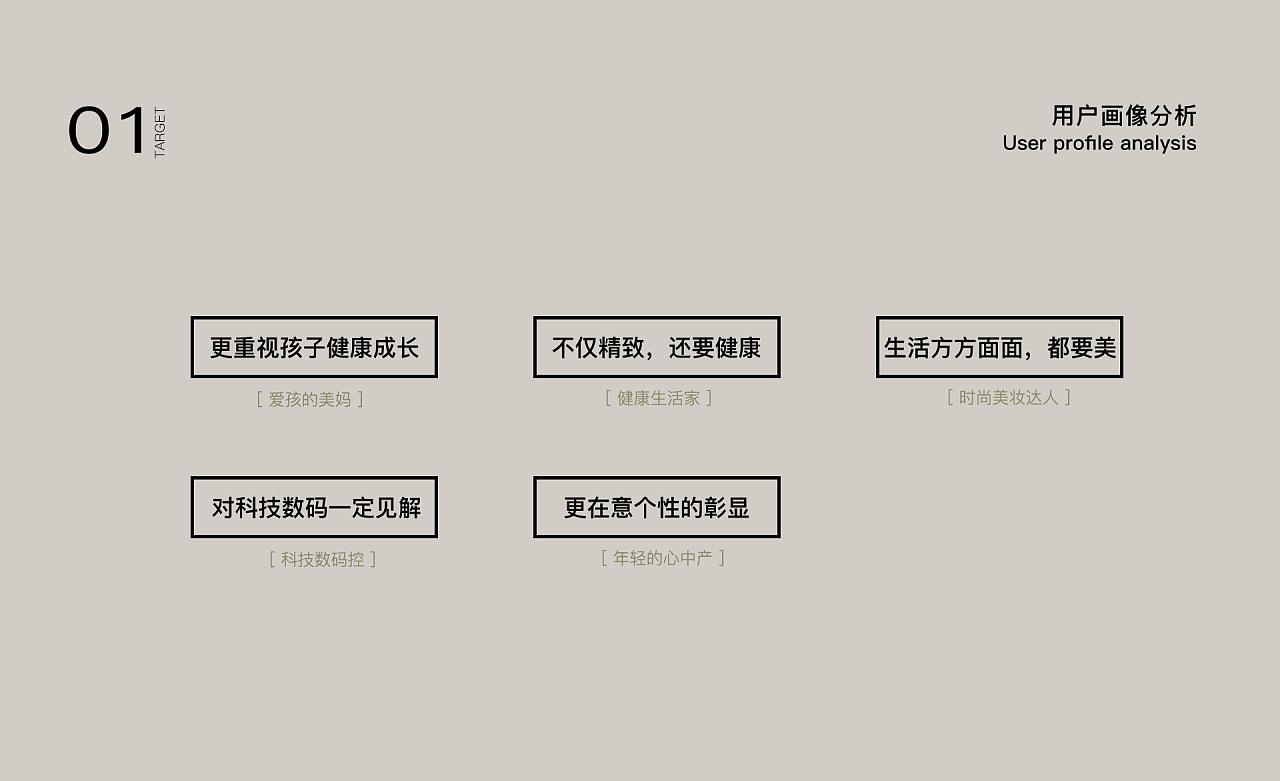 01
TARGET
用户画像分析
User profile analysis
更重视孩子健康成长
[ 爱孩的美妈 ]
不仅精致，还要健康
[ 健康生活家 ]
生活方方面面，都要美
[ 时尚美妆达人 ]
对科技数码一定见解
[ 科技数码控 ]
更在意个性的彰显
[ 年轻的心中产 ]